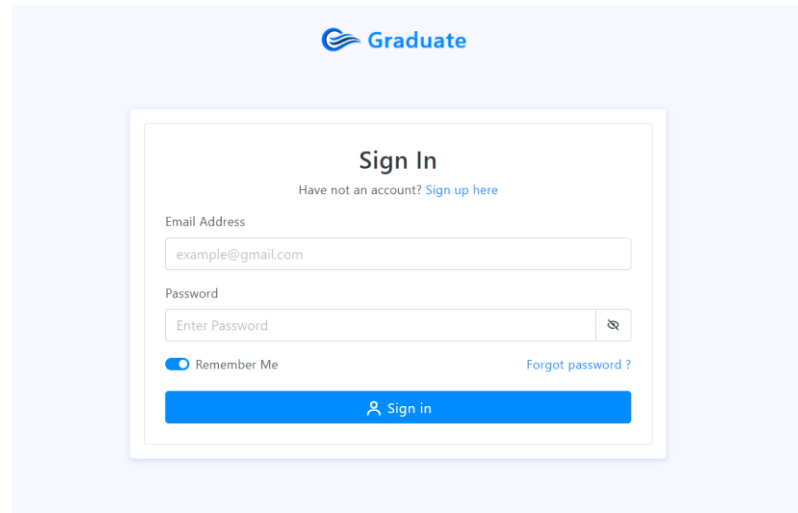 Graduate
Sign In
Have not an account? Sign up here
Email Address
example@gmail.com
Password
Enter Password
Remember Me Forgot password ?
Sign in